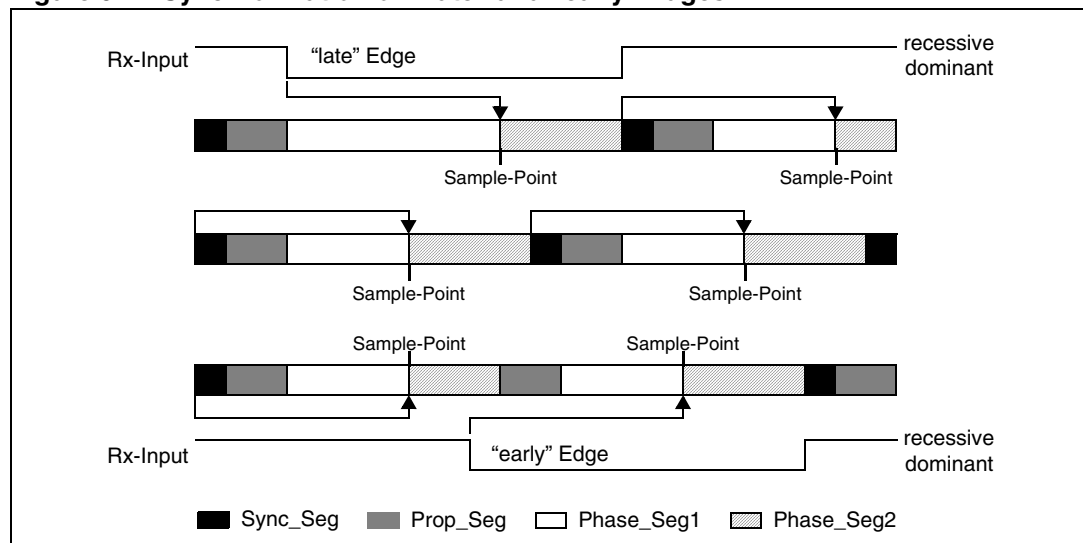 Rx-Input
“late” Edge
recessive
dominant
Sample-Point
Sample-Point
Sample-Point
Sample-Point
Sample-Point
Sample-Point
Rx-Input
“early” Edge
recessive
dominant
Sync_Seg
Prop_Seg
Phase_Seg1
Phase_Seg2